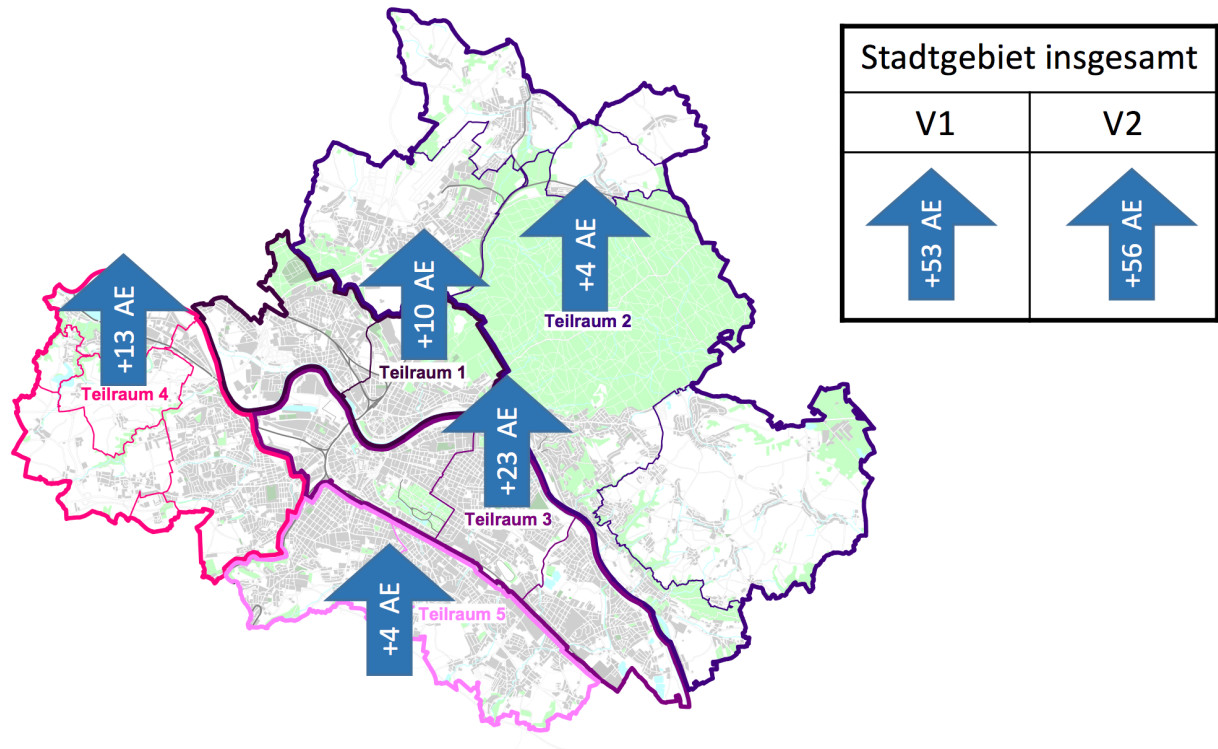 Stadtgebiet insgesamt
V1 V2
+53 AE +56 AE
+4 AE
Teilraum 2
+10 AE
Teilraum 1
+13 AE
Teilraum 4
+23 AE
Teilraum 3
+4 AE
Teilraum 5